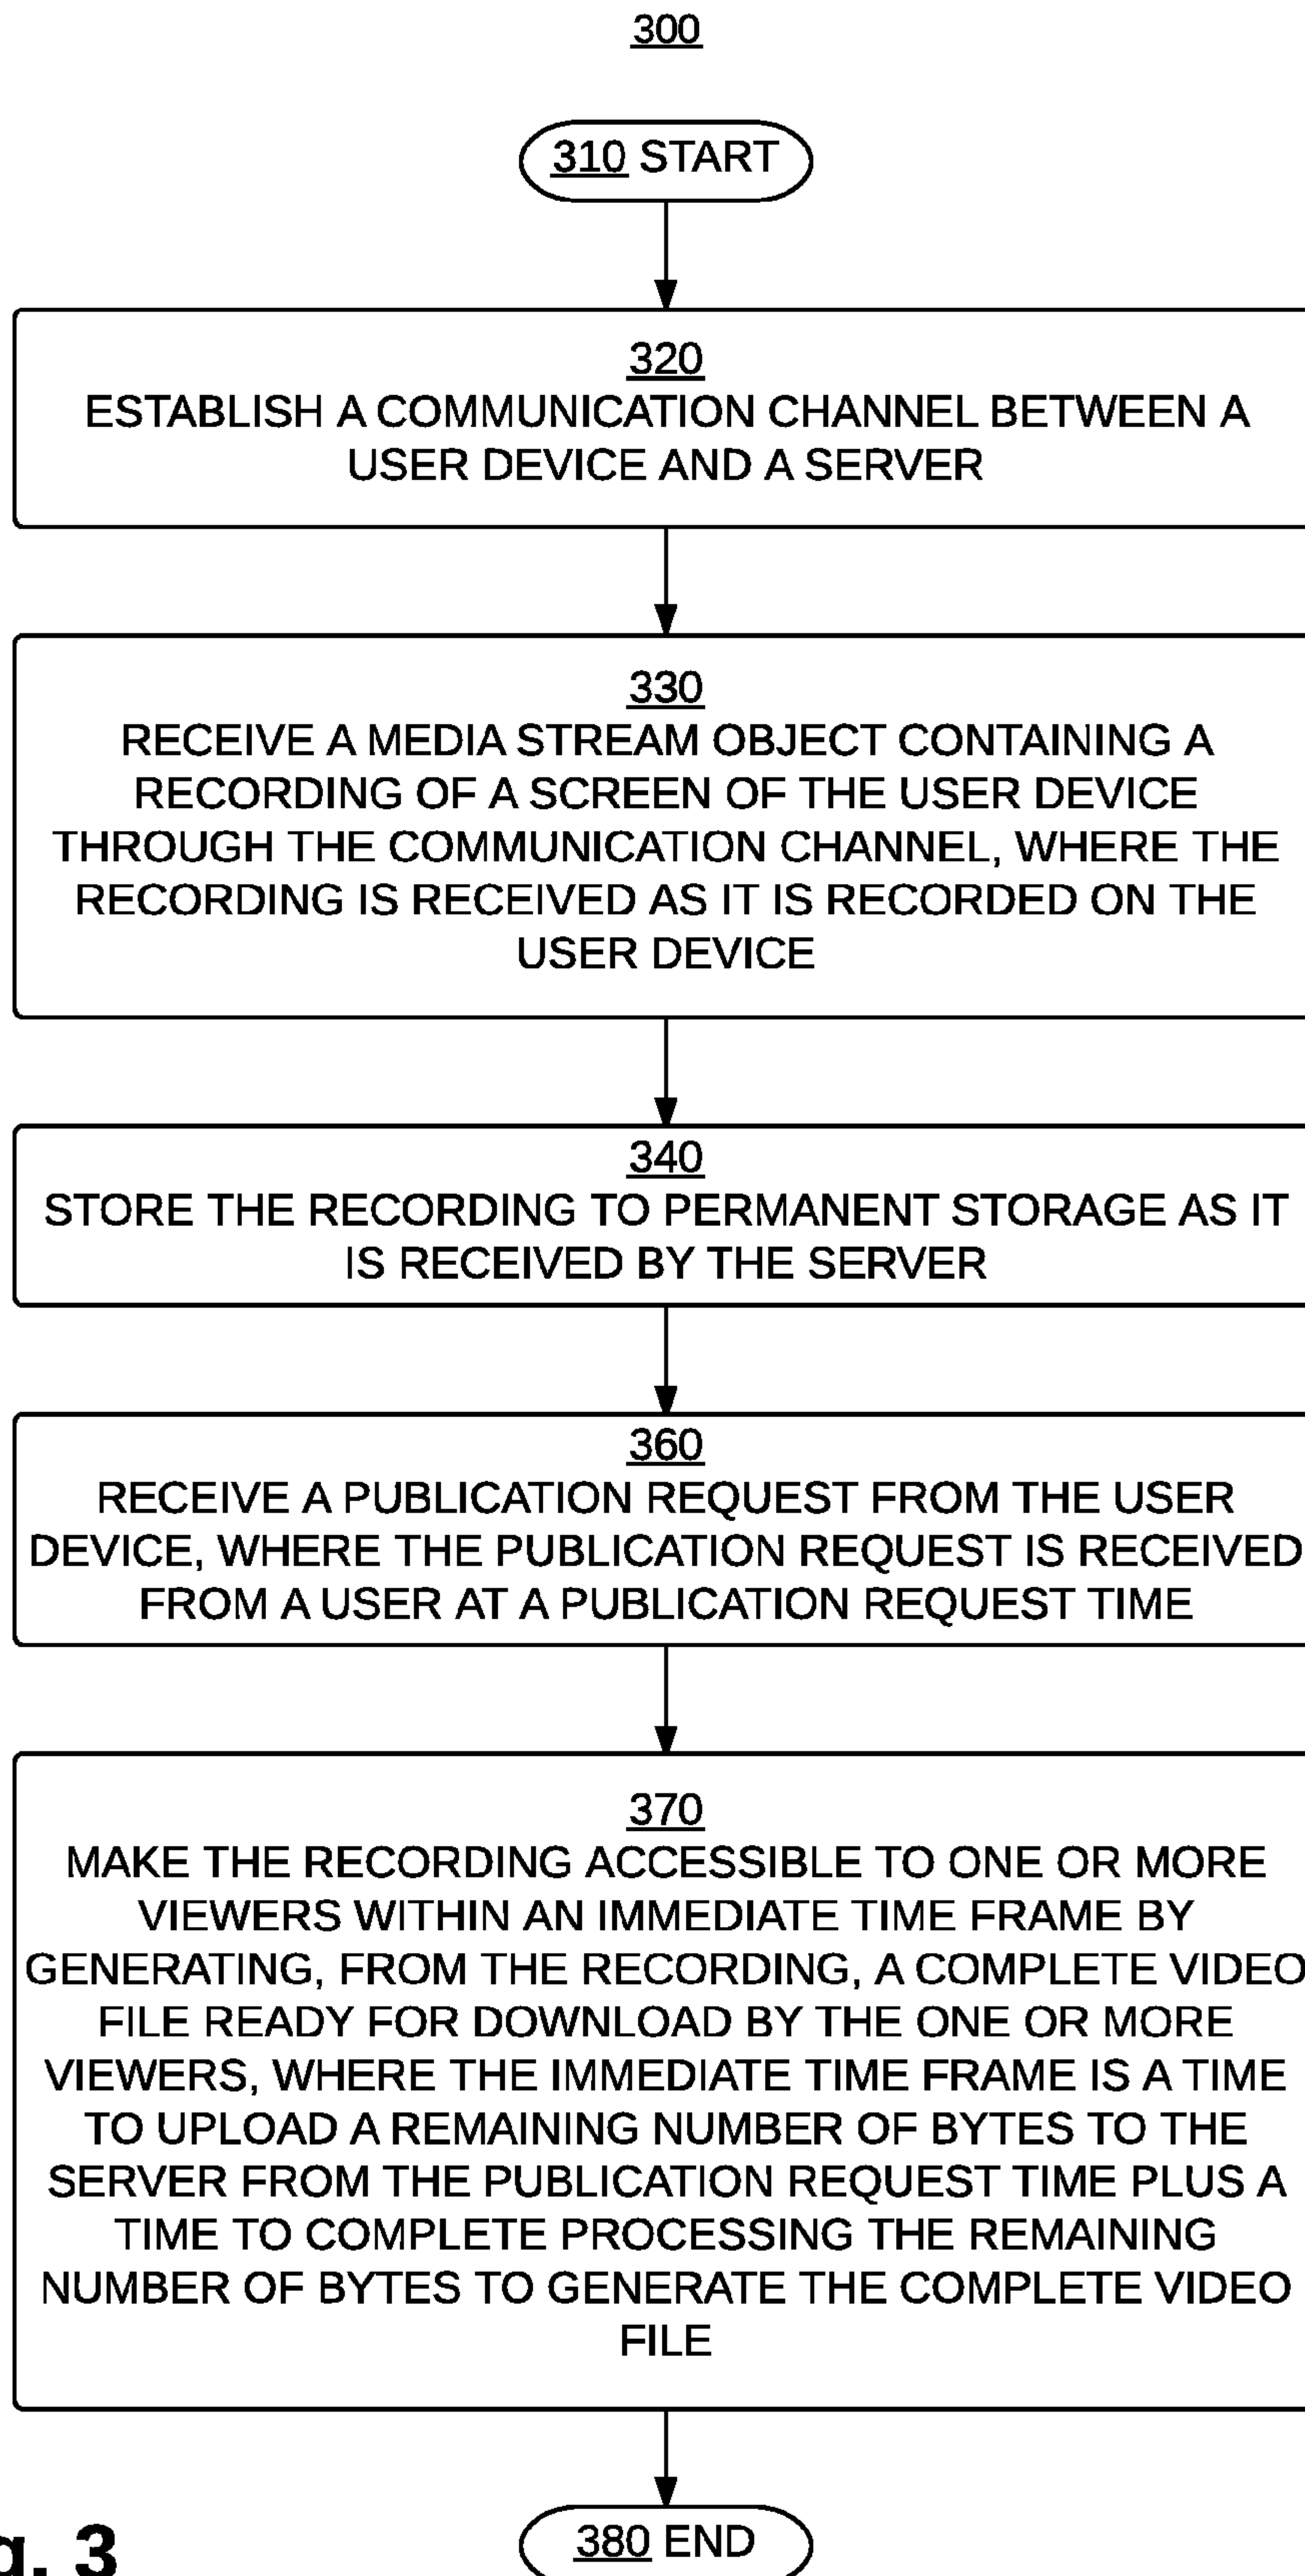 300
310 START
320
ESTABLISH A COMMUNICATION CHANNEL BETWEEN A
USER DEVICE AND A SERVER
330
RECEIVE A MEDIA STREAM OBJECT CONTAINING A
RECORDING OF A SCREEN OF THE USER DEVICE
THROUGH THE COMMUNICATION CHANNEL, WHERE THE
RECORDING IS RECEIVED AS IT IS RECORDED ON THE
USER DEVICE
340
STORE THE RECORDING TO PERMANENT STORAGE AS IT
IS RECEIVED BY THE SERVER
360
RECEIVE A PUBLICATION REQUEST FROM THE USER
DEVICE, WHERE THE PUBLICATION REQUEST IS RECEIVED
FROM A USER AT A PUBLICATION REQUEST TIME
370
MAKE THE RECORDING ACCESSIBLE TO ONE OR MORE
VIEWERS WITHIN AN IMMEDIATE TIME FRAME BY
GENERATING, FROM THE RECORDING, A COMPLETE VIDEO
FILE READY FOR DOWNLOAD BY THE ONE OR MORE
VIEWERS, WHERE THE IMMEDIATE TIME FRAME IS A TIME
TO UPLOAD A REMAINING NUMBER OF BYTES TO THE
SERVER FROM THE PUBLICATION REQUEST TIME PLUS A
TIME TO COMPLETE PROCESSING THE REMAINING
NUMBER OF BYTES TO GENERATE THE COMPLETE VIDEO
FILE
380 END
g. 3